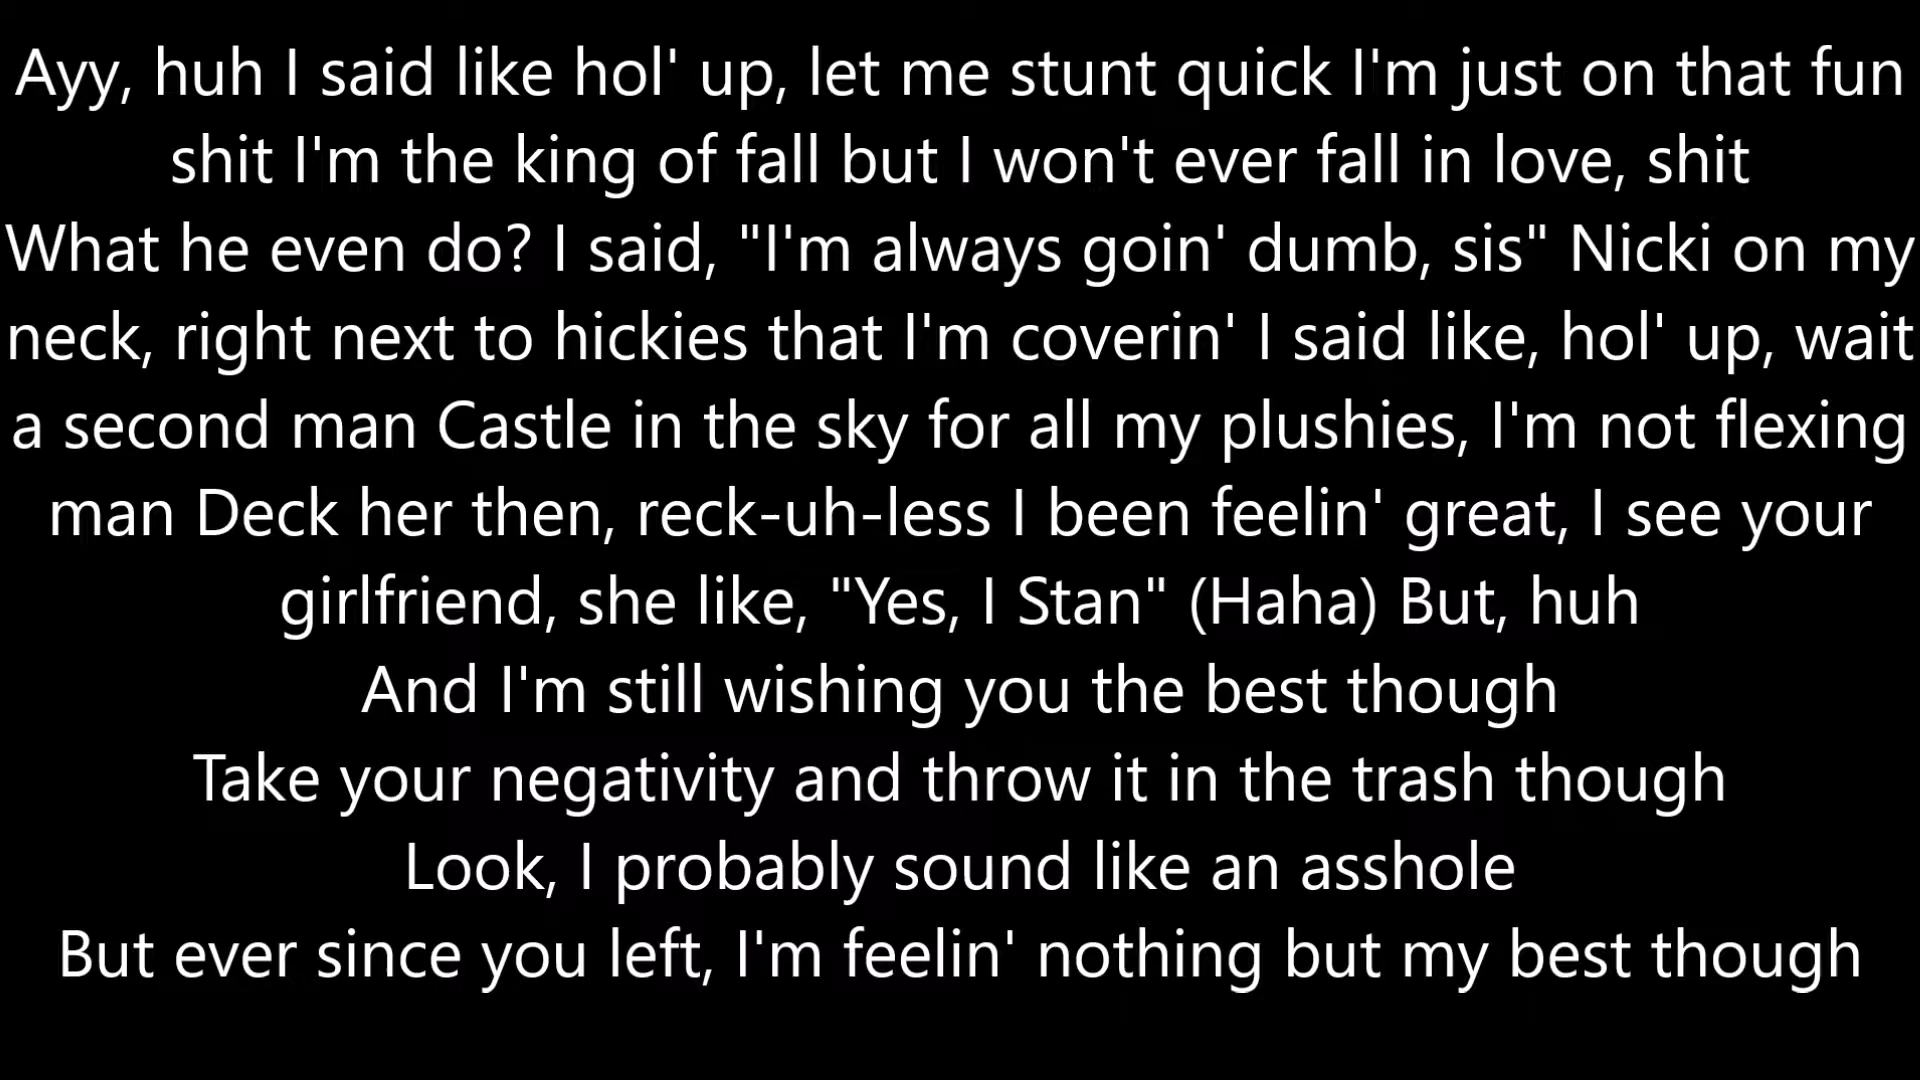 Ayy, huh I said like hol' up, let me stunt quick I'm just on that fun
shit I'm the king of fall but I won't ever fall in love, shit
What he even do? I said, "I'm always goin' dumb, sis" Nicki on my
neck, right next to hickies that I'm coverin' I said like, hol' up, wait
a second man Castle in the sky for all my plushies, I'm not flexing
man Deck her then, reck-uh-less I been feelin' great, I see your
girlfriend, she like, "Yes, I Stan" (Haha) But, huh
And I'm still wishing you the best though
Take your negativity and throw it in the trash though
Look, I probably sound like an asshole
But ever since you left, I'm feelin' nothing but my best though